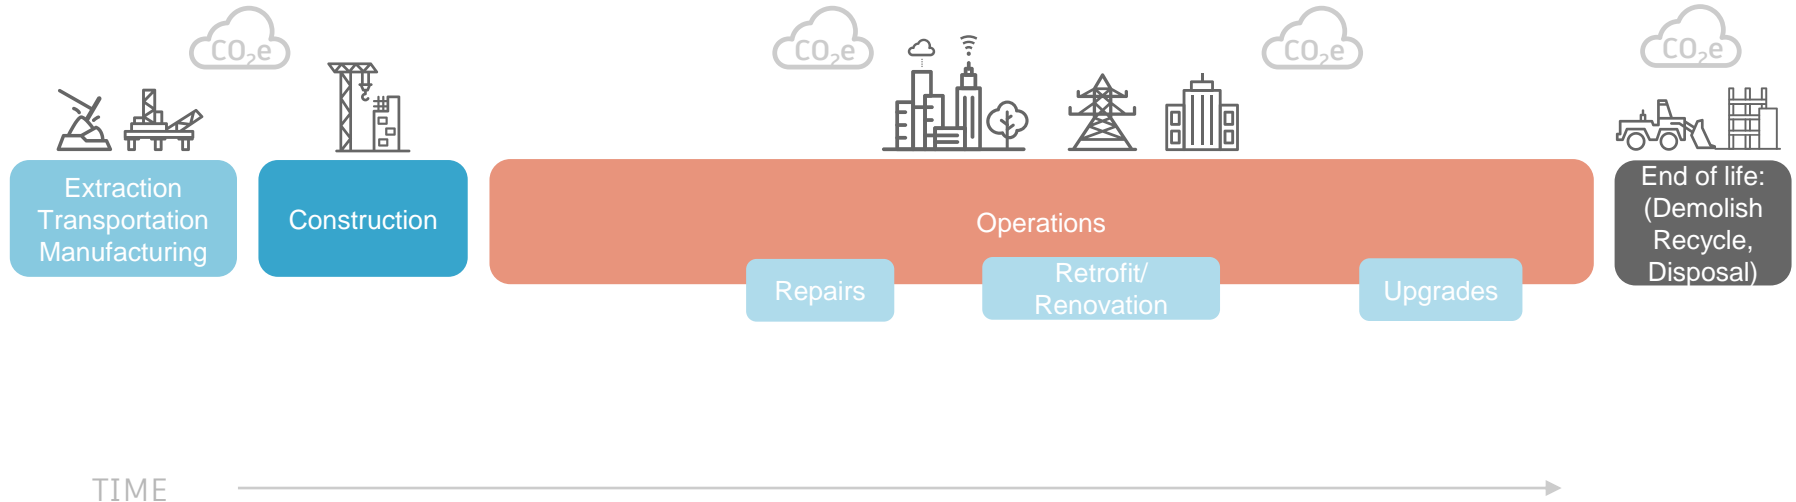 CO₂e
CO₂e
CO₂e
CO₂e
Extraction
Transportation
Manufacturing
Construction
Operations
Repairs
Retrofit/
Renovation
Upgrades
End of life:
(Demolish
Recycle,
Disposal)
TIME